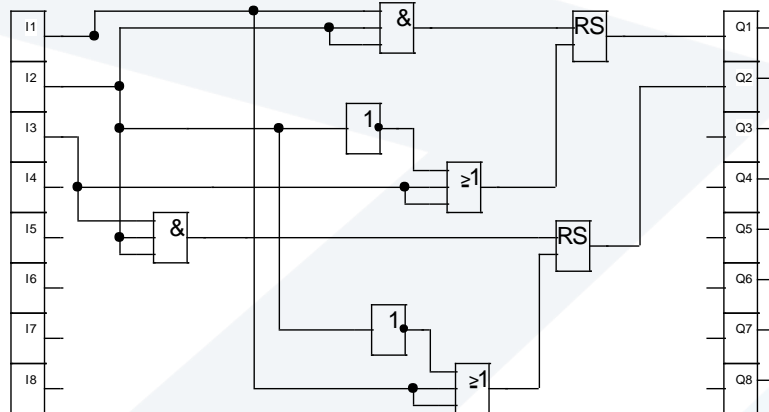 I1 & RS Q1
I2 Q2
I3 1 Q3
I4 ≥1 Q4
I5 & RS Q5
I6 Q6
I7 1 Q7
I8 ≥1 Q8